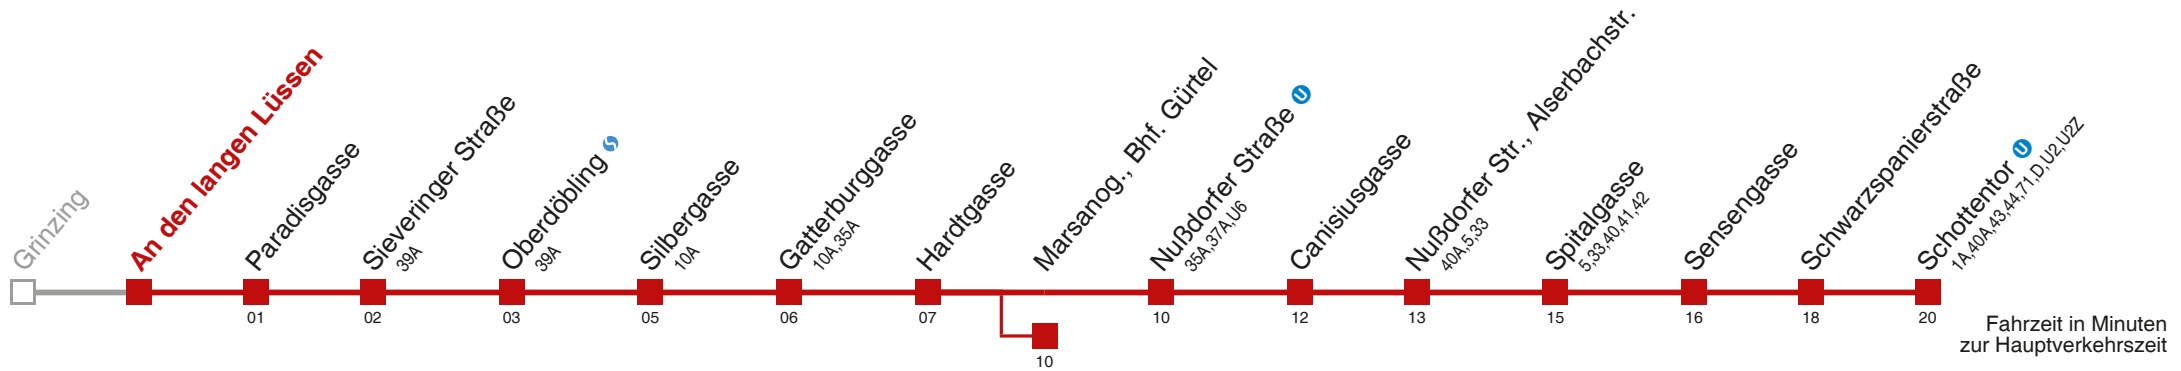 Grinzing
An den langen Lüssen
Paradisgasse
01
Sieveringer Straße
39A
02
Oberdöbling S
39A
03
Silbergasse
10A
05
Gatterburggasse
10A,35A
06
Hardtgasse
07
Marsanog., Bhf. Gürtel
10
Nußdorfer Straße U
35A,37A,U6
10
Canisiusgasse
12
Nußdorfer Str., Alserbachstr.
40A,5,33
13
Spitalgasse
5,33,40,41,42
15
Sensengasse
16
Schwarzspanierstraße
18
Schottentor U
1A,40A,43,44,71,D,U2,U2Z
20
Fahrzeit in Minuten
zur Hauptverkehrszeit